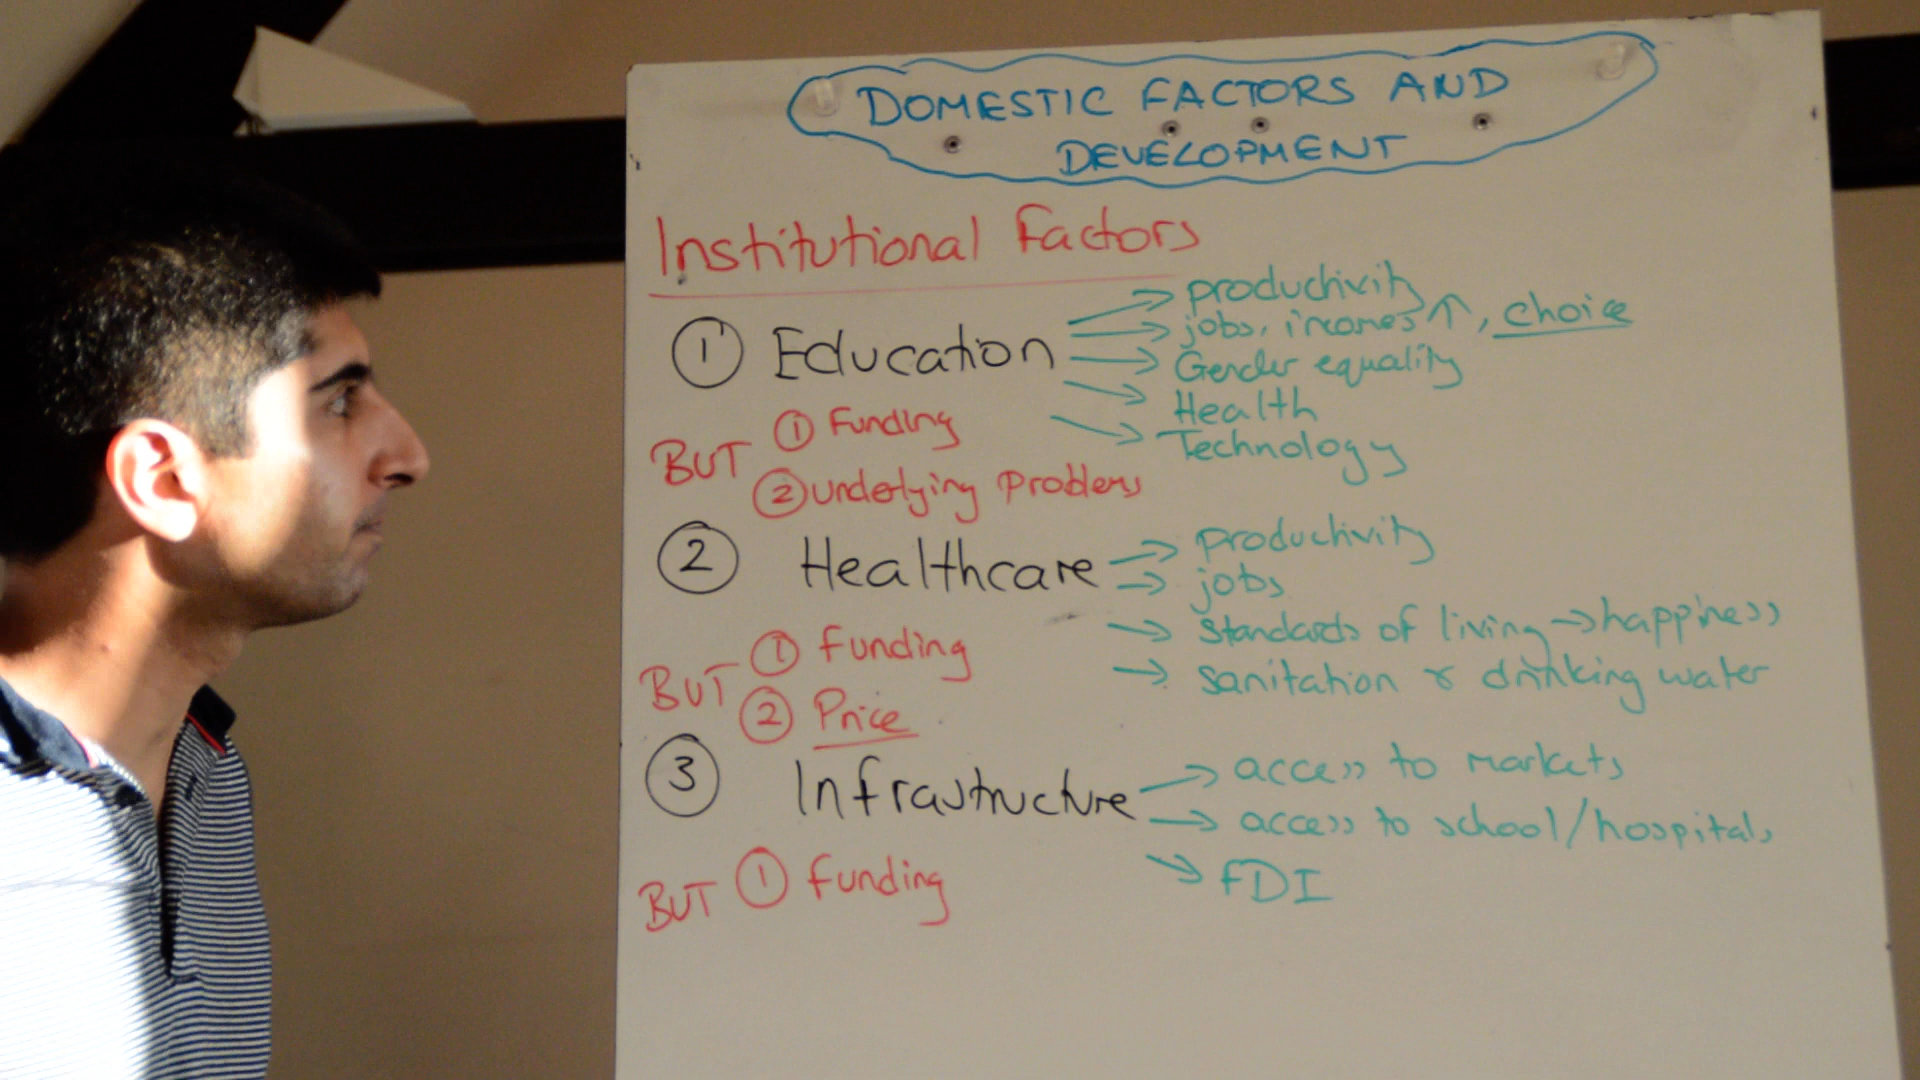 DOMESTIC FACTORS AND
DEVELOPMENT
Institutional Factors
① Education
→ productivity
→ jobs, incomes ↑, choice
→ Gender equality
→ Health
→ Technology
BUT ① Funding
② underlying problems
② Healthcare
→ productivity
→ jobs
→ standards of living → happiness
→ sanitation & drinking water
BUT ① Funding
② Price
③ Infrastructure
→ access to markets
→ access to school/hospitals
→ FDI
BUT ① Funding